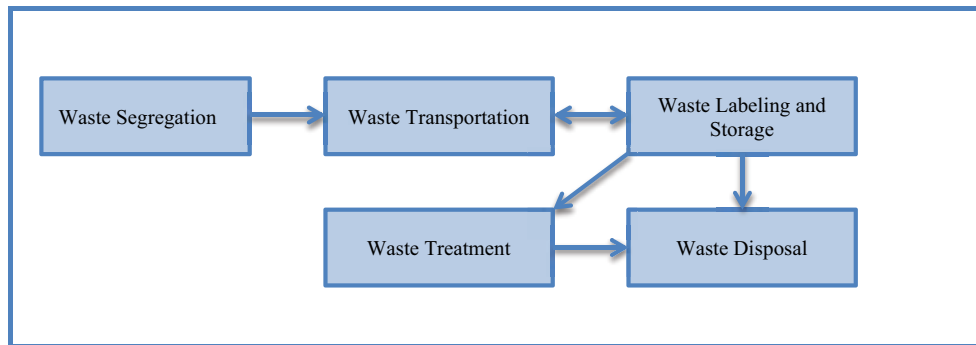 Waste Segregation
Waste Transportation
Waste Labeling and
Storage
Waste Treatment
Waste Disposal